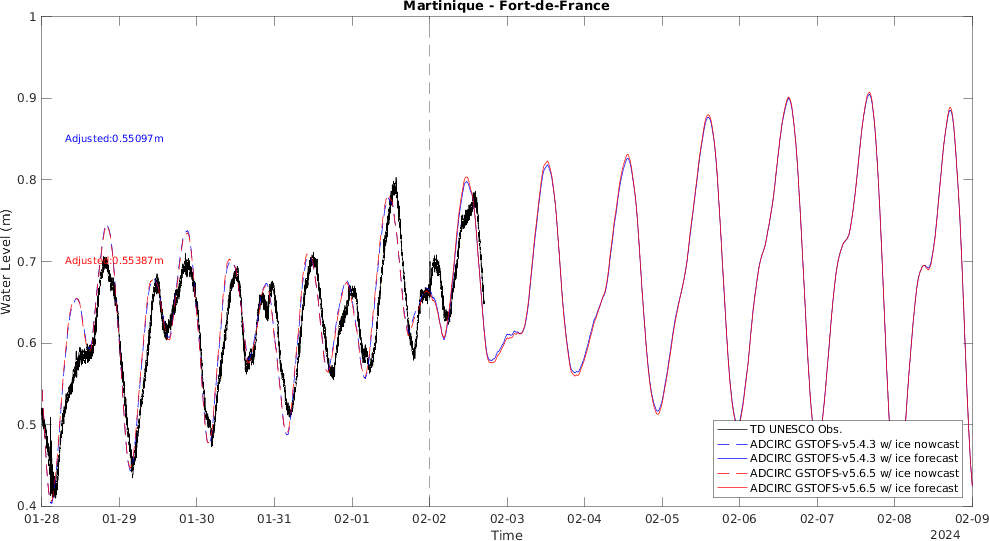 Martinique - Fort-de-France
1
0.9
0.8
0.7
0.6
0.5
0.4
Water Level (m)
Adjusted:0.55097m
Adjusted:0.55387m
TD UNESCO Obs.
ADCIRC GSTOFS-v5.4.3 w/ ice nowcast
ADCIRC GSTOFS-v5.4.3 w/ ice forecast
ADCIRC GSTOFS-v5.6.5 w/ ice nowcast
ADCIRC GSTOFS-v5.6.5 w/ ice forecast
01-28 01-29 01-30 01-31 02-01 02-02 02-03 02-04 02-05 02-06 02-07 02-08 02-09
Time
2024